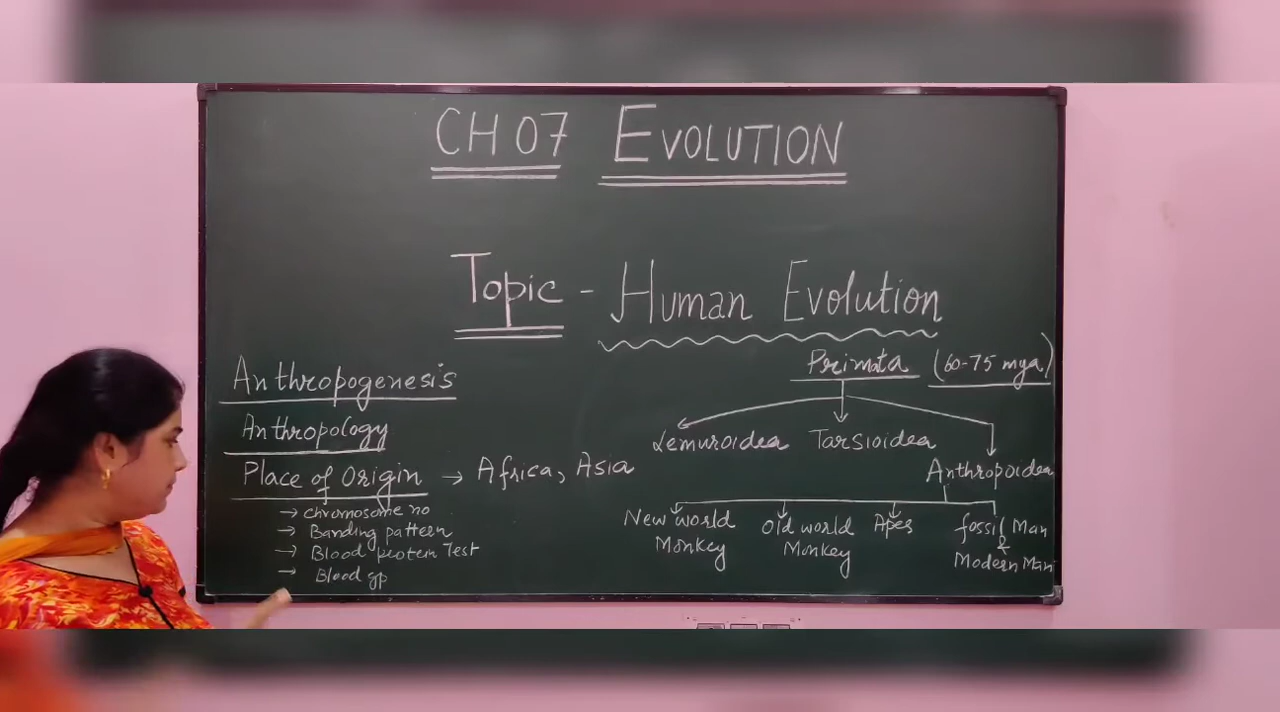 CH 07 EVOLUTION
Topic - Human Evolution
Anthropogenesis
Anthropology
Place of Origin → Africa, Asia
→ chromosome no
→ Banding pattern
→ Blood protein Test
→ Blood gp
Primata (60-75 mya)
Lemuroidea Tarsioidea
Anthropoidea
New world Monkey
Old world Monkey
Apes
fossil Man
&
Modern Man